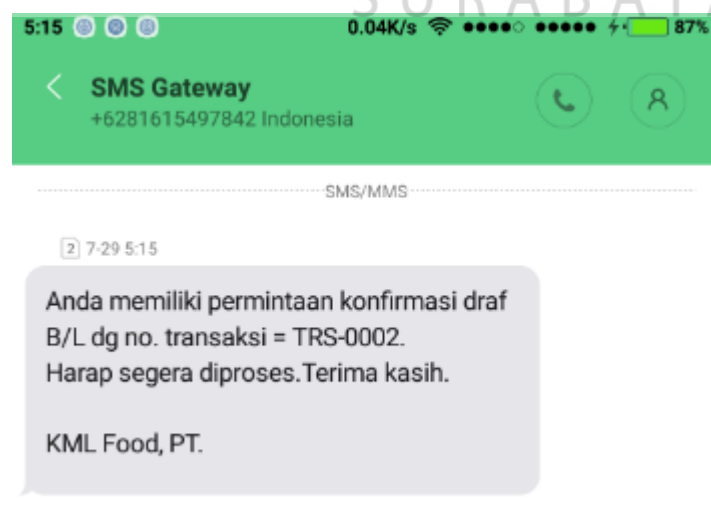 SURABAYA
5:15 0.04K/s 87%
SMS Gateway
+6281615497842 Indonesia
SMS/MMS
2 7-29 5:15
Anda memiliki permintaan konfirmasi draf
B/L dg no. transaksi = TRS-0002.
Harap segera diproses.Terima kasih.
KML Food, PT.